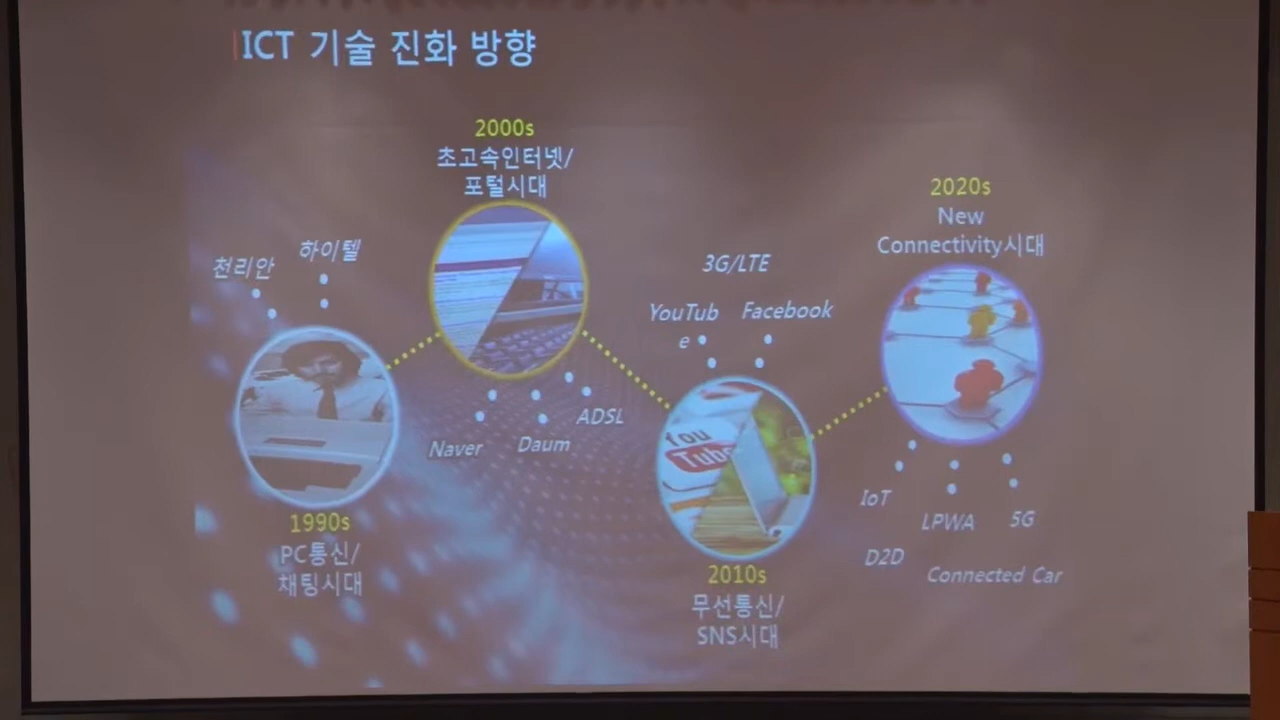 ICT 기술 진화 방향
2000s
초고속인터넷/
포털시대
2020s
New
Connectivity시대
천리안
하이텔
3G/LTE
YouTub
e
Facebook
ADSL
Naver
Daum
You
Tube
IoT
LPWA
5G
D2D
Connected Car
1990s
PC통신/
채팅시대
2010s
무선통신/
SNS시대